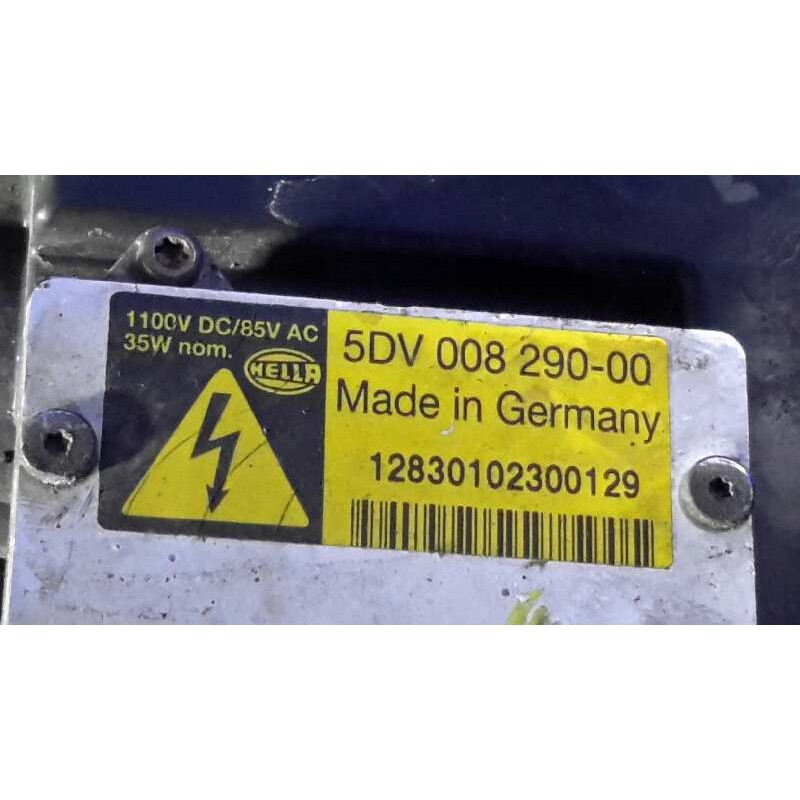 1100V DC/85V AC
35W nom.
HELLA
5DV 008 290-00
Made in Germany
12830102300129